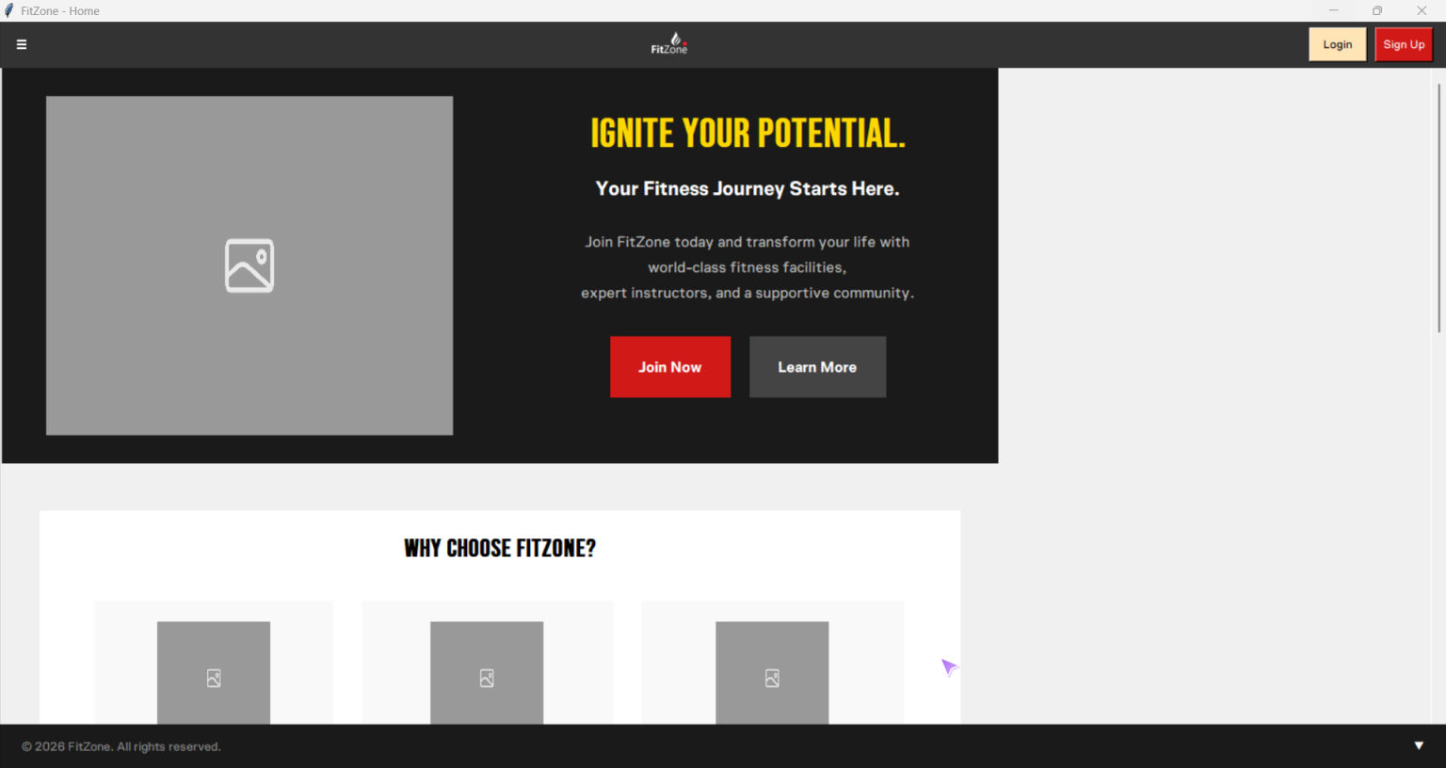 FitZone - Home
FitZone
Login
Sign Up
IGNITE YOUR POTENTIAL.
Your Fitness Journey Starts Here.
Join FitZone today and transform your life with
world-class fitness facilities,
expert instructors, and a supportive community.
Join Now
Learn More
WHY CHOOSE FITZONE?
© 2026 FitZone. All rights reserved.